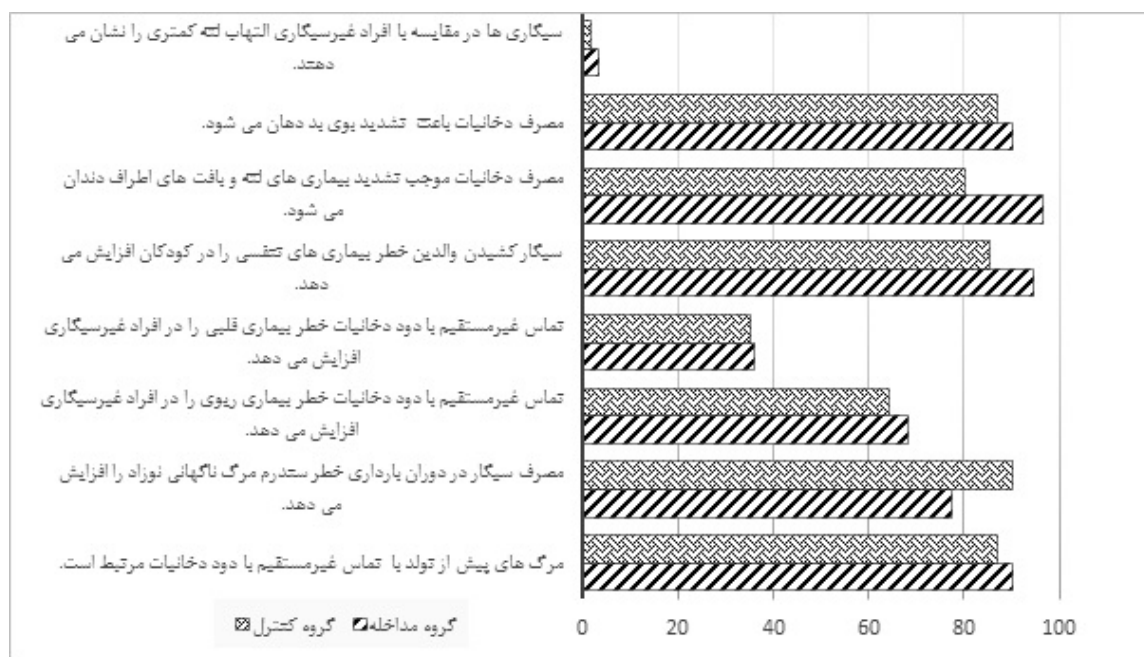 سیگاری ها در مقایسه با افراد غیرسیگاری التهاب لثه کمتری را نشان می
دهند.
مصرف دخانیات باعث تشدید بوی بد دهان می شود.
مصرف دخانیات موجب تشدید بیماری های لثه و بافت های اطراف دندان
می شود.
سیگار کشیدن والدین خطر بیماری های تنفسی را در کودکان افزایش می
دهد.
تماس غیرمستقیم با دود دخانیات خطر بیماری قلبی را در افراد غیرسیگاری
افزایش می دهد.
تماس غیرمستقیم با دود دخانیات خطر بیماری ریوی را در افراد غیرسیگاری
افزایش می دهد.
مصرف سیگار در دوران بارداری خطر سندرم مرگ ناگهانی نوزاد را افزایش
می دهد.
مرگ های پیش از تولد با تماس غیرمستقیم با دود دخانیات مرتبط است.
0 20 40 60 80 100
گروه مداخله گروه کنترل